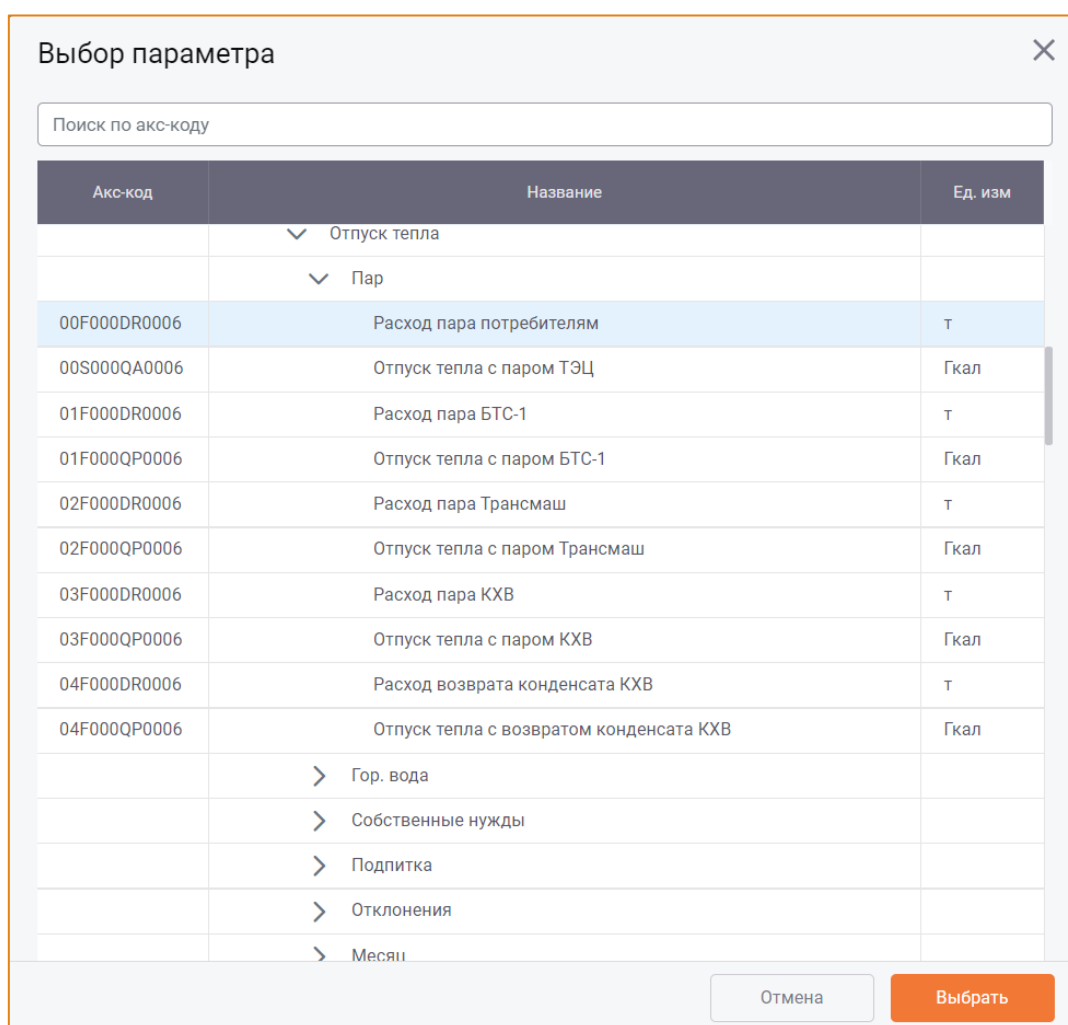 Выбор параметра
Поиск по акс-коду
Акс-код Название Ед. изм
Отпуск тепла
Пар
00F000DR0006 Расход пара потребителям т
00S000QA0006 Отпуск тепла с паром ТЭЦ Гкал
01F000DR0006 Расход пара БТС-1 т
01F000QP0006 Отпуск тепла с паром БТС-1 Гкал
02F000DR0006 Расход пара Трансмаш т
02F000QP0006 Отпуск тепла с паром Трансмаш Гкал
03F000DR0006 Расход пара КХВ т
03F000QP0006 Отпуск тепла с паром КХВ Гкал
04F000DR0006 Расход возврата конденсата КХВ т
04F000QP0006 Отпуск тепла с возвратом конденсата КХВ Гкал
Гор. вода
Собственные нужды
Подпитка
Отклонения
Месяц
Отмена Выбрать